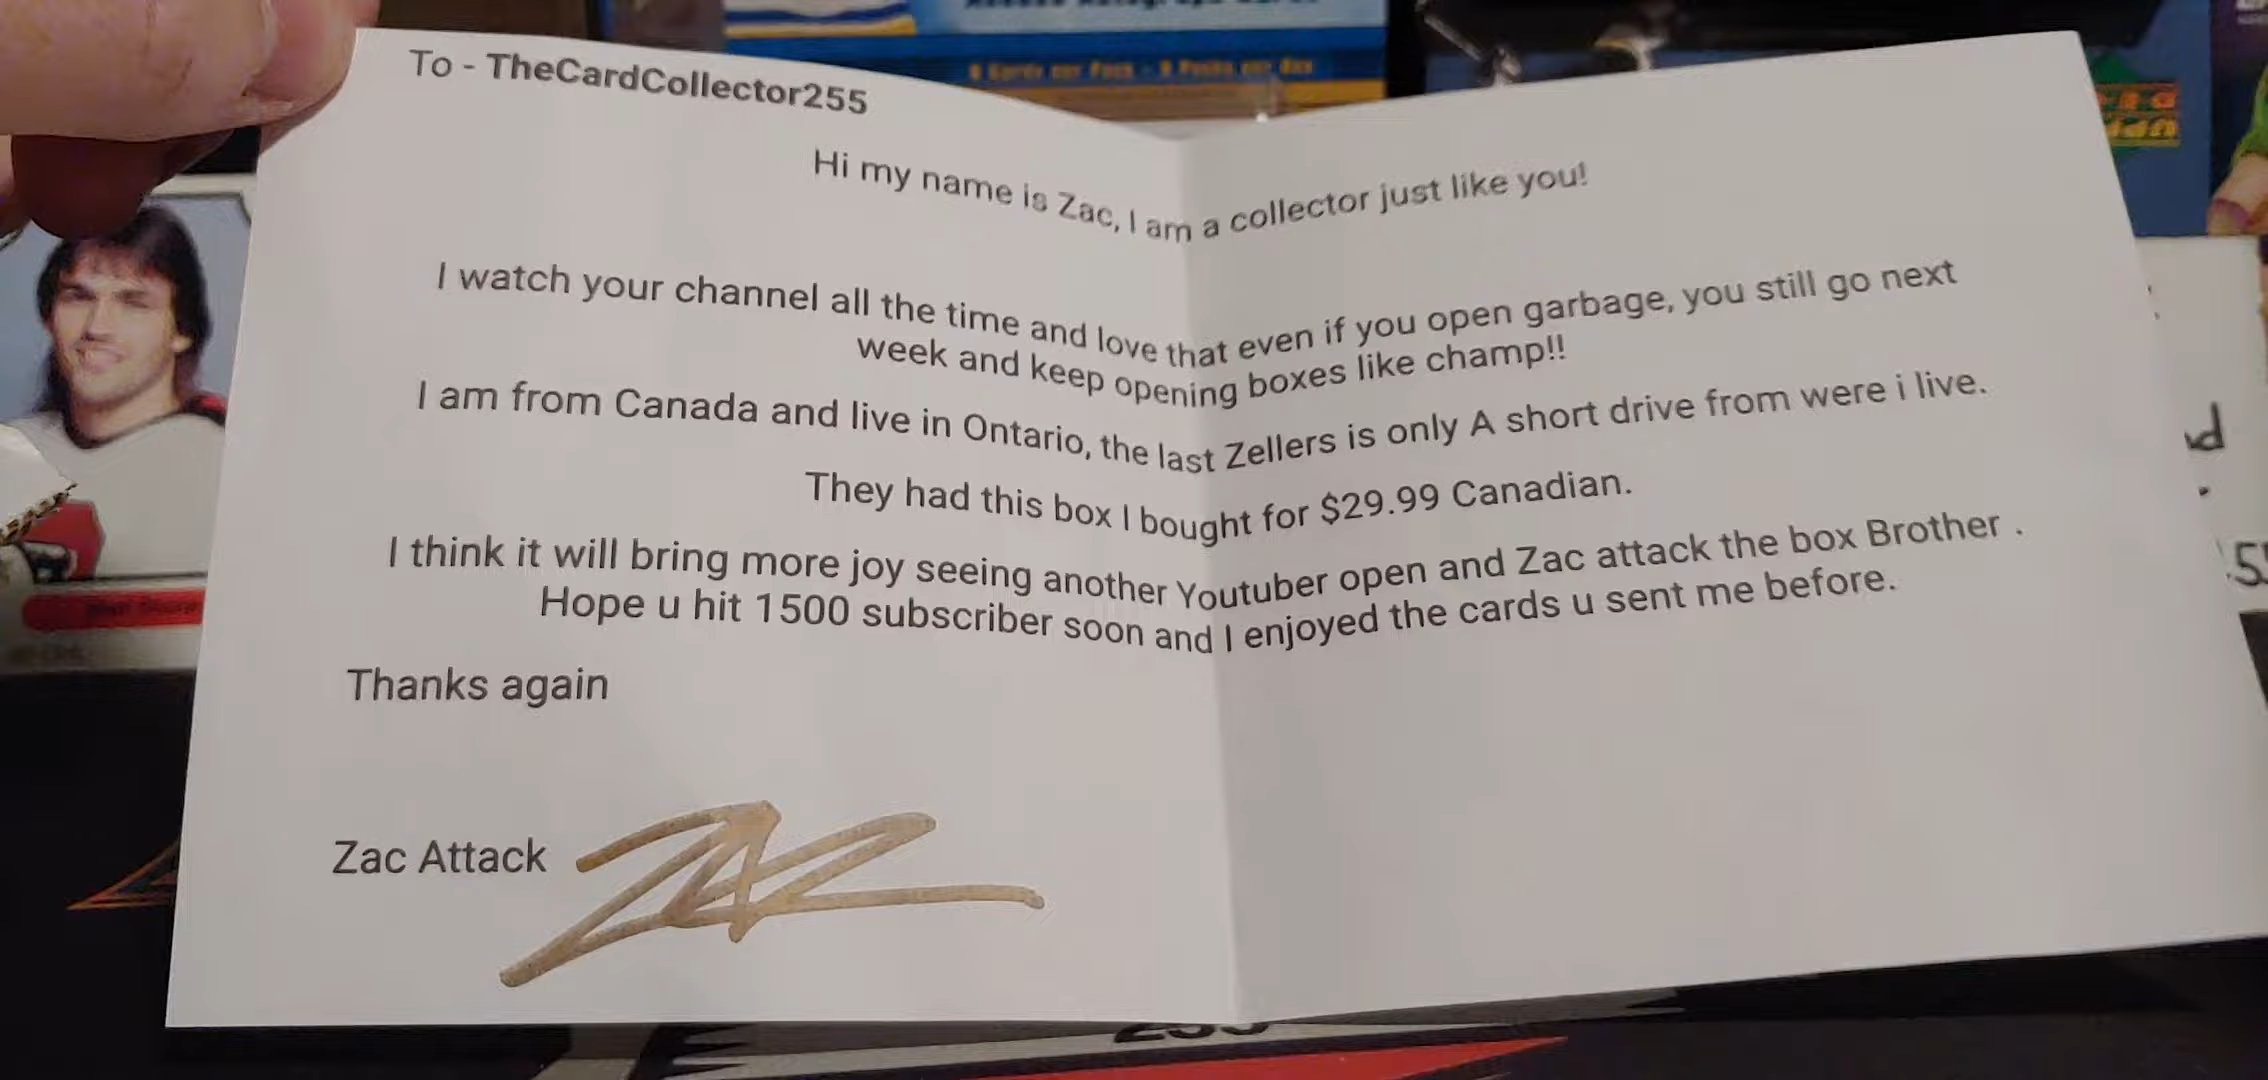 To - TheCardCollector255
Hi my name is Zac, I am a collector just like you!
I watch your channel all the time and love that even if you open garbage, you still go next
week and keep opening boxes like champ!!
I am from Canada and live in Ontario, the last Zellers is only A short drive from were i live.
They had this box I bought for $29.99 Canadian.
I think it will bring more joy seeing another Youtuber open and Zac attack the box Brother .
Hope u hit 1500 subscriber soon and I enjoyed the cards u sent me before.
Thanks again
Zac Attack